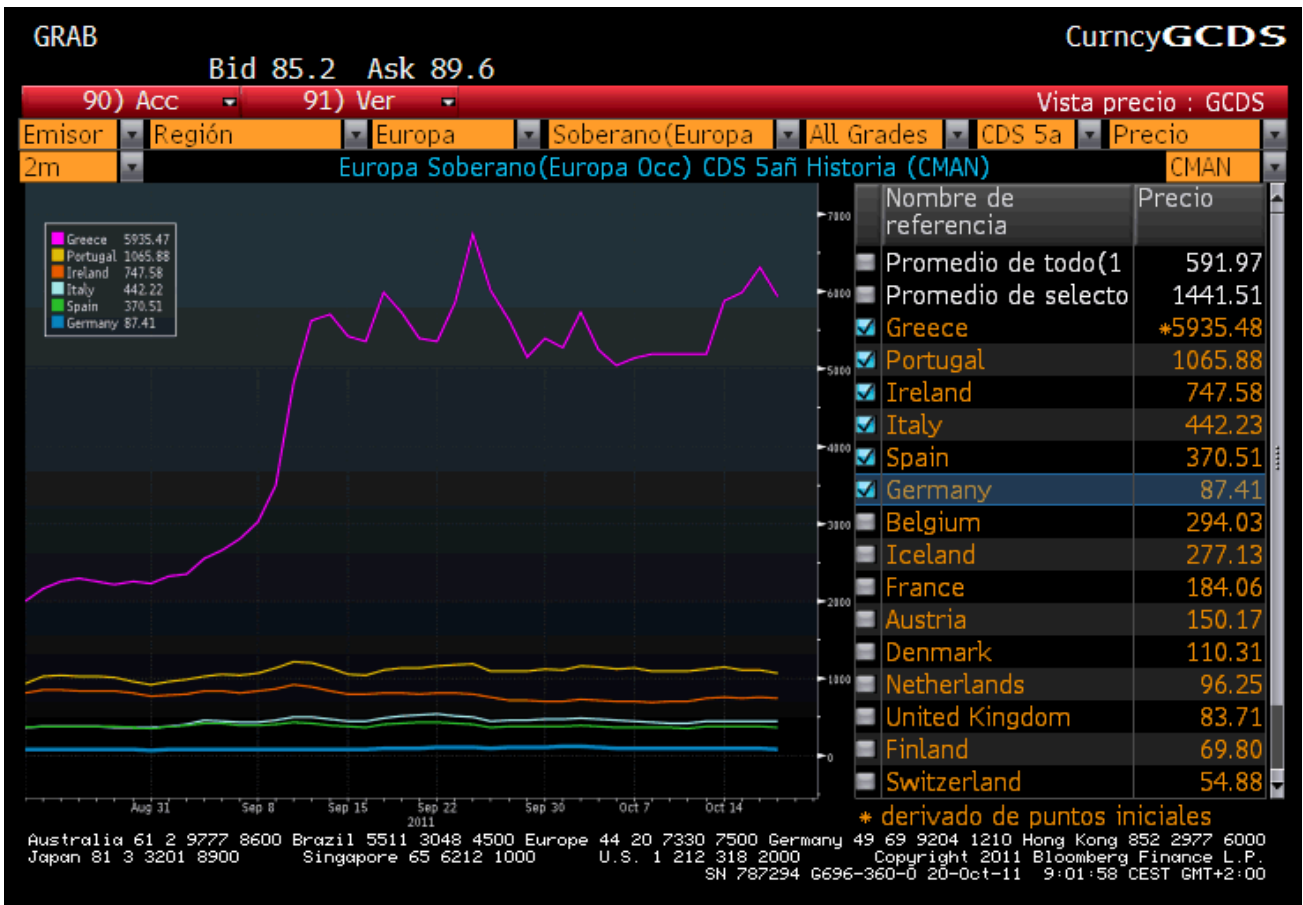 GRAB CurncyGCDS
Bid 85.2 Ask 89.6
90) Acc 91) Ver Vista precio : GCDS
Emisor Región Europa Soberano(Europa All Grades CDS 5a Precio
2m Europa Soberano(Europa Occ) CDS 5añ Historia (CMAN) CMAN
Greece 5935.47
Portugal 1065.88
Ireland 747.58
Italy 442.22
Spain 370.51
Germany 87.41
7000
6000
5000
4000
3000
2000
1000
0
Aug 31 Sep 8 Sep 15 Sep 22 Sep 30 Oct 7 Oct 14
2011
Nombre de referencia Precio
Promedio de todo(1 591.97
Promedio de selecto 1441.51
Greece *5935.48
Portugal 1065.88
Ireland 747.58
Italy 442.23
Spain 370.51
Germany 87.41
Belgium 294.03
Iceland 277.13
France 184.06
Austria 150.17
Denmark 110.31
Netherlands 96.25
United Kingdom 83.71
Finland 69.80
Switzerland 54.88
* derivado de puntos iniciales
Australia 61 2 9777 8600 Brazil 5511 3048 4500 Europe 44 20 7330 7500 Germany 49 69 9204 1210 Hong Kong 852 2977 6000
Japan 81 3 3201 8900 Singapore 65 6212 1000 U.S. 1 212 318 2000 Copyright 2011 Bloomberg Finance L.P.
SN 787294 G696-360-0 20-Oct-11 9:01:58 CEST GMT+2:00